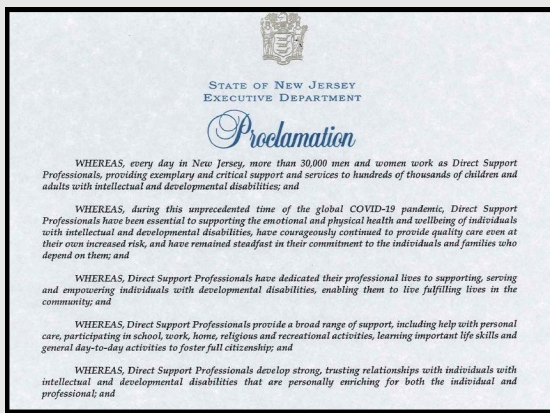 STATE OF NEW JERSEY
EXECUTIVE DEPARTMENT
Proclamation
WHEREAS, every day in New Jersey, more than 30,000 men and women work as Direct Support
Professionals, providing exemplary and critical support and services to hundreds of thousands of children and
adults with intellectual and developmental disabilities; and
WHEREAS, during this unprecedented time of the global COVID-19 pandemic, Direct Support
Professionals have been essential to supporting the emotional and physical health and wellbeing of individuals
with intellectual and developmental disabilities, have courageously continued to provide quality care even at
their own increased risk, and have remained steadfast in their commitment to the individuals and families who
depend on them; and
WHEREAS, Direct Support Professionals have dedicated their professional lives to supporting, serving
and empowering individuals with developmental disabilities, enabling them to live fulfilling lives in the
community; and
WHEREAS, Direct Support Professionals provide a broad range of support, including help with personal
care, participating in school, work, home, religious and recreational activities, learning important life skills and
general day-to-day activities to foster full citizenship; and
WHEREAS, Direct Support Professionals develop strong, trusting relationships with individuals with
intellectual and developmental disabilities that are personally enriching for both the individual and
professional; and